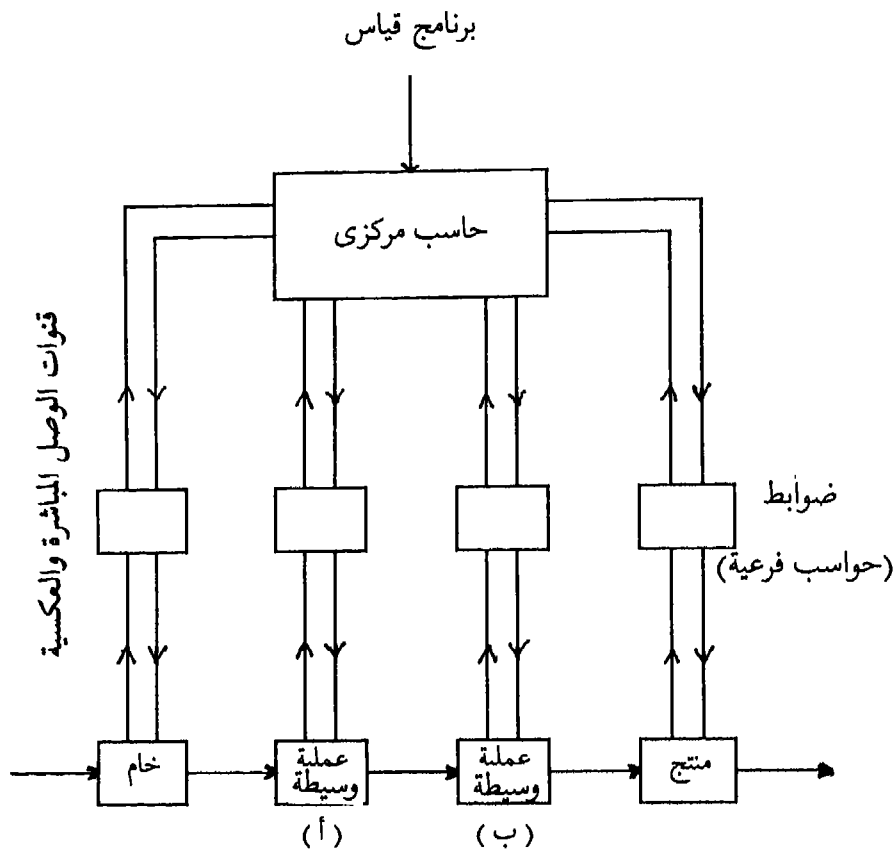 برنامج قياس
حاسب مركزى
قنوات الوصل المباشرة والعكسية
ضوابط
(حواسب فرعية)
خام
عملية
وسيطة
(أ)
عملية
وسيطة
(ب)
منتج